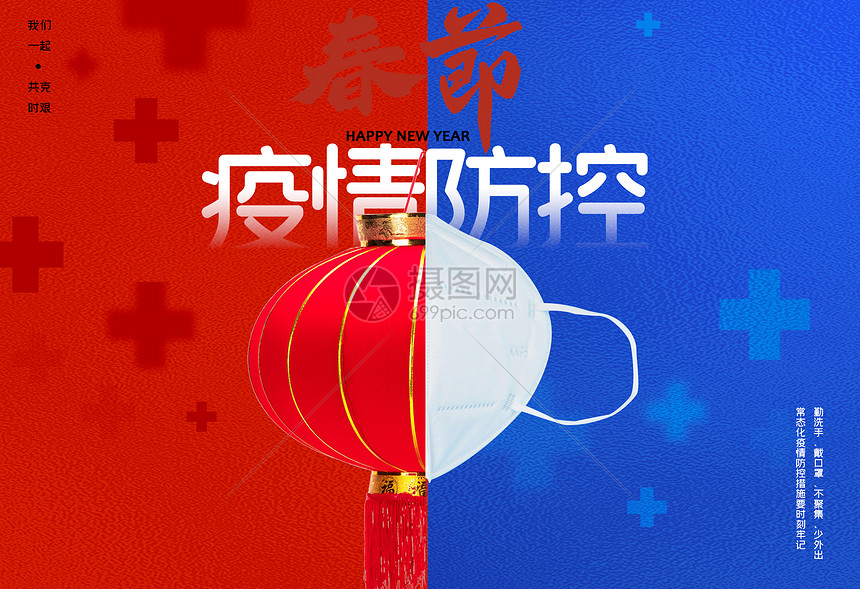 我们
一起
•
共克
时艰
春節
HAPPY NEW YEAR
疫情防控
摄图网
699pic.com
勤洗手、戴口罩、不聚集、少外出
常态化疫情防控措施要时刻牢记
福